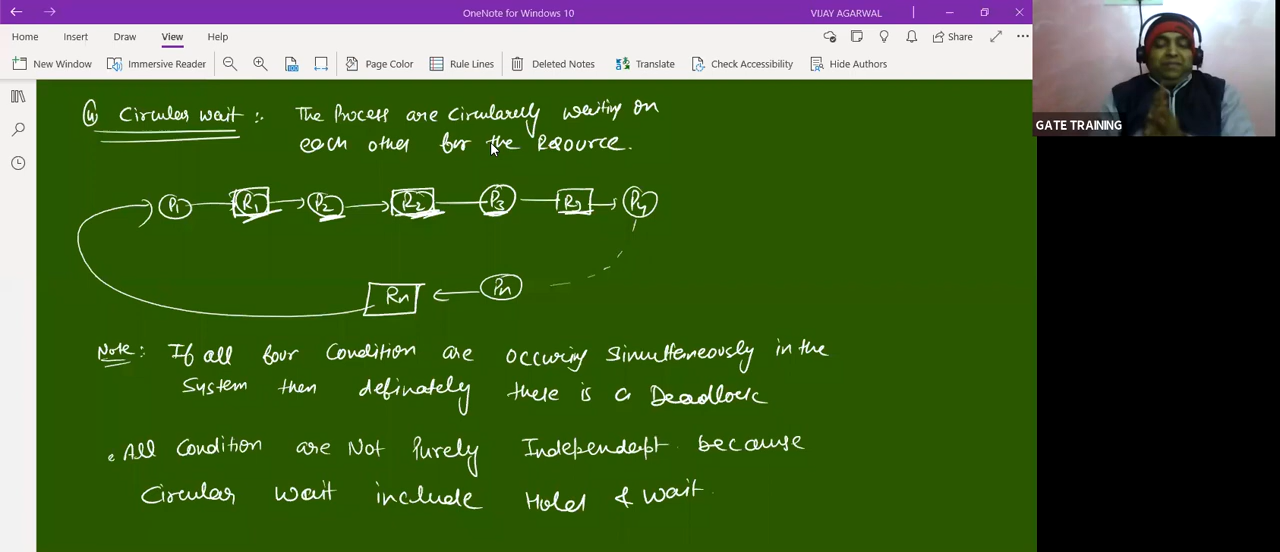 OneNote for Windows 10
VIJAY AGARWAL
Home Insert Draw View Help
Share
New Window Immersive Reader Page Color Rule Lines Deleted Notes Translate Check Accessibility Hide Authors
GATE TRAINING
Circular wait :.  The Process are circularely waiting on
each other for the Resource.
P1 R1 P2 R2 P3 R3 P4
Rn Pn
Note : If all four Condition are occuring simultaneously in the
System then definately there is a Deadlock
All Condition are Not Purely Independent because
Circular wait include Hold & wait.